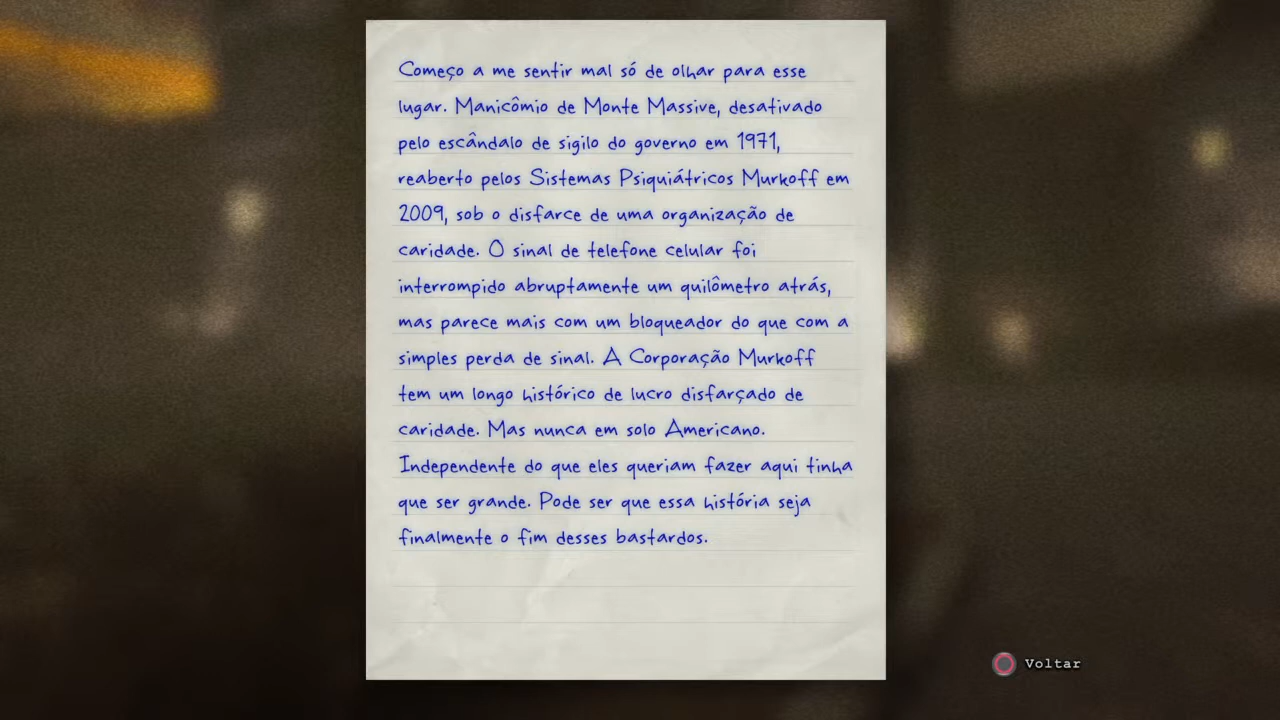 Começo a me sentir mal só de olhar para esse
lugar. Manicômio de Monte Massive, desativado
pelo escândalo de sigilo do governo em 1971,
reaberto pelos Sistemas Psiquiátricos Murkoff em
2009, sob o disfarce de uma organização de
caridade. O sinal de telefone celular foi
interrompido abruptamente um quilômetro atrás,
mas parece mais com um bloqueador do que com a
simples perda de sinal. A Corporação Murkoff
tem um longo histórico de lucro disfarçado de
caridade. Mas nunca em solo Americano.
Independente do que eles queriam fazer aqui tinha
que ser grande. Pode ser que essa história seja
finalmente o fim desses bastardos.
Voltar